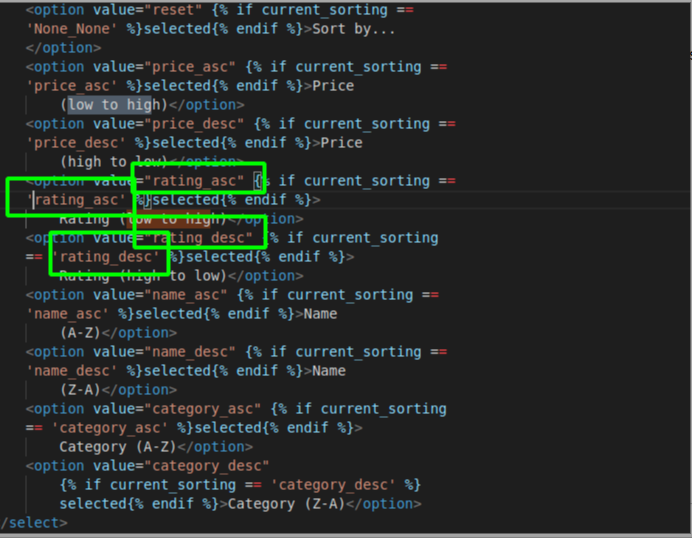 <option value="reset" {% if current_sorting ==
'None_None' %}selected{% endif %}>Sort by...
</option>
<option value="price_asc" {% if current_sorting ==
'price_asc' %}selected{% endif %}>Price
(low to high)</option>
<option value="price_desc" {% if current_sorting ==
'price_desc' %}selected{% endif %}>Price
(high to low)</option>
<option value="rating_asc" {% if current_sorting ==
'rating_asc' %}selected{% endif %}>
Rating (low to high)</option>
<option value="rating_desc" {% if current_sorting
== 'rating_desc' %}selected{% endif %}>
Rating (high to low)</option>
<option value="name_asc" {% if current_sorting ==
'name_asc' %}selected{% endif %}>Name
(A-Z)</option>
<option value="name_desc" {% if current_sorting ==
'name_desc' %}selected{% endif %}>Name
(Z-A)</option>
<option value="category_asc" {% if current_sorting
== 'category_asc' %}selected{% endif %}>
Category (A-Z)</option>
<option value="category_desc"
{% if current_sorting == 'category_desc' %}
selected{% endif %}>Category (Z-A)</option>
/select>